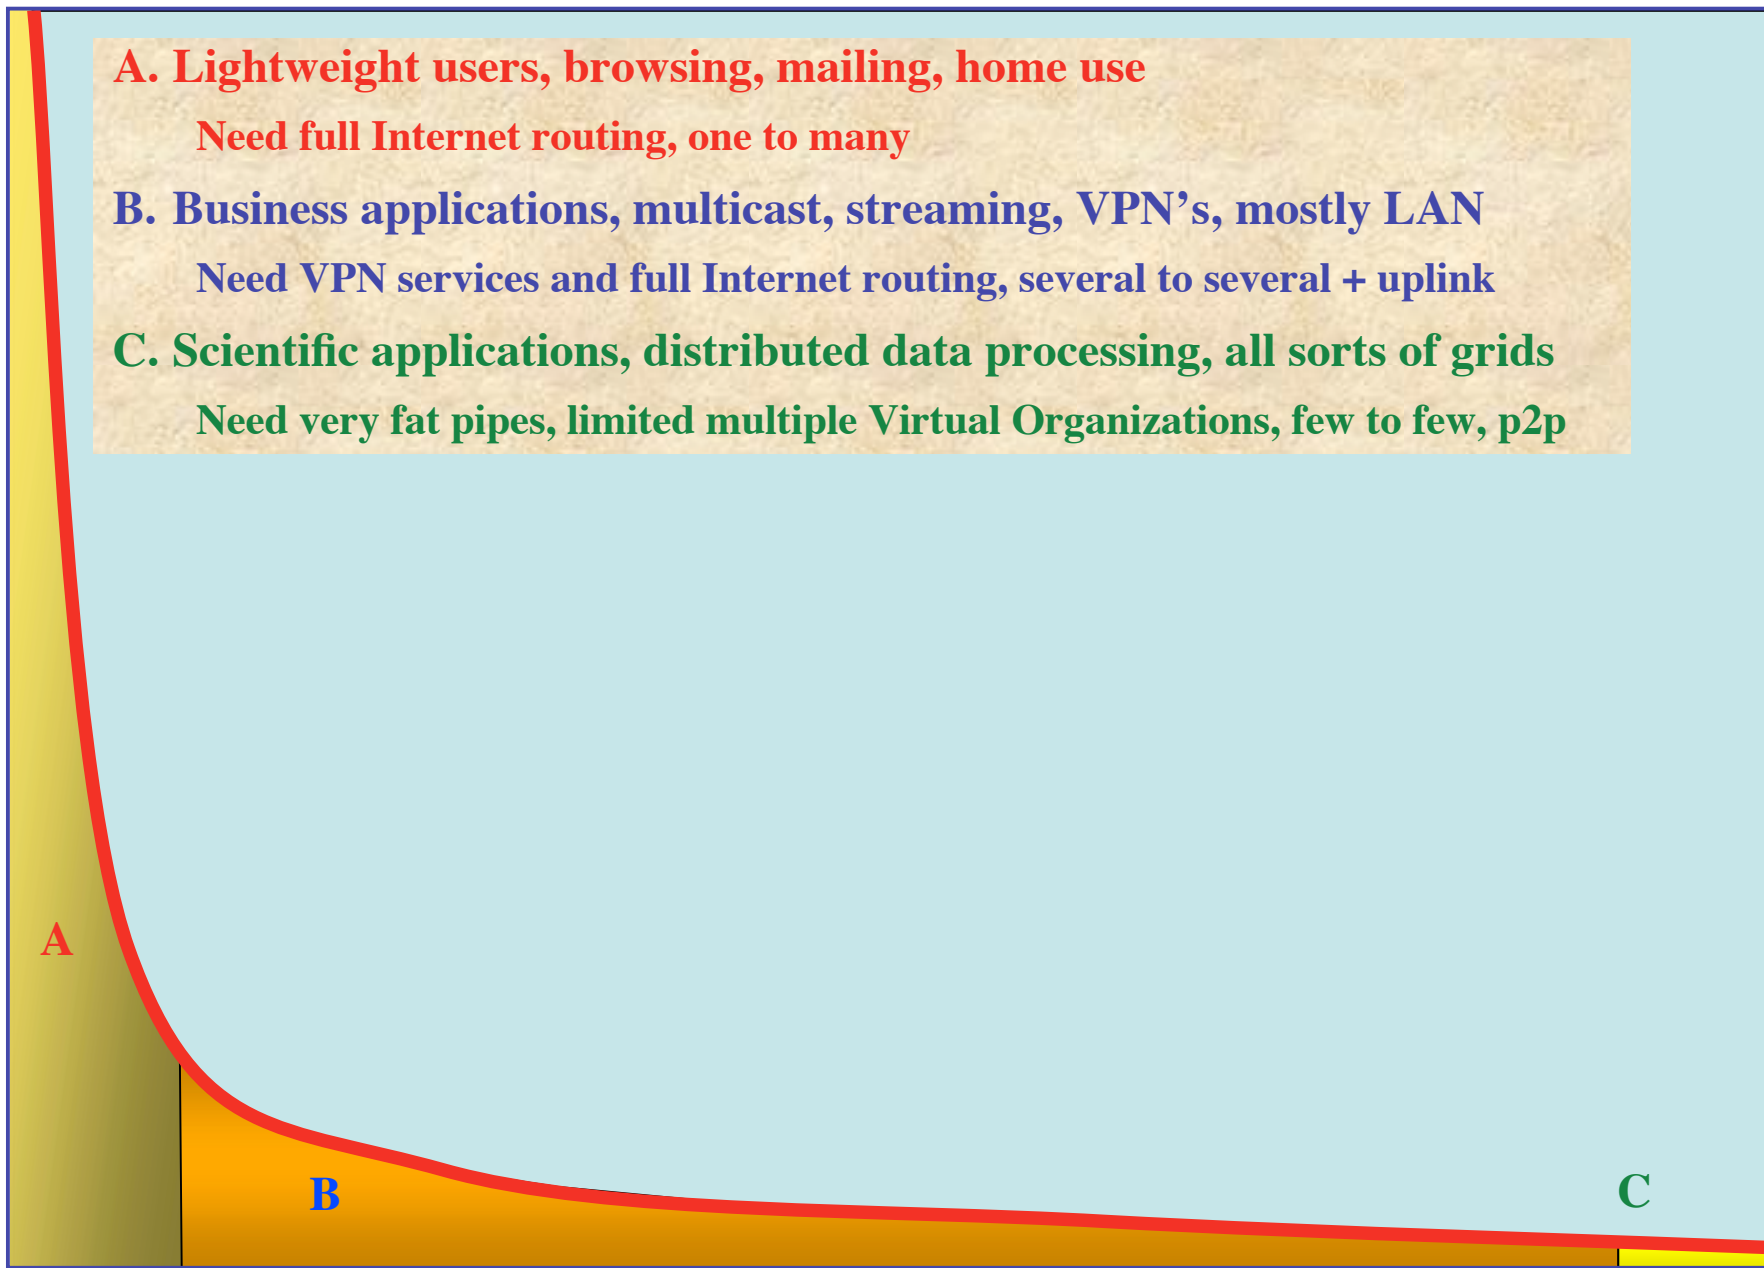 A. Lightweight users, browsing, mailing, home use
Need full Internet routing, one to many
B. Business applications, multicast, streaming, VPN’s, mostly LAN
Need VPN services and full Internet routing, several to several + uplink
C. Scientific applications, distributed data processing, all sorts of grids
Need very fat pipes, limited multiple Virtual Organizations, few to few, p2p
A
B
C